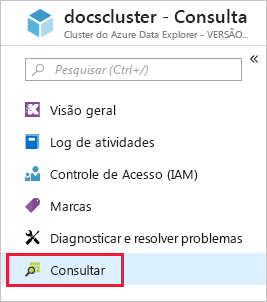 docscluster - Consulta
Cluster do Azure Data Explorer - VERSÃO...
Pesquisar (Ctrl+/)
Visão geral
Log de atividades
Controle de Acesso (IAM)
Marcas
Diagnosticar e resolver problemas
Consultar